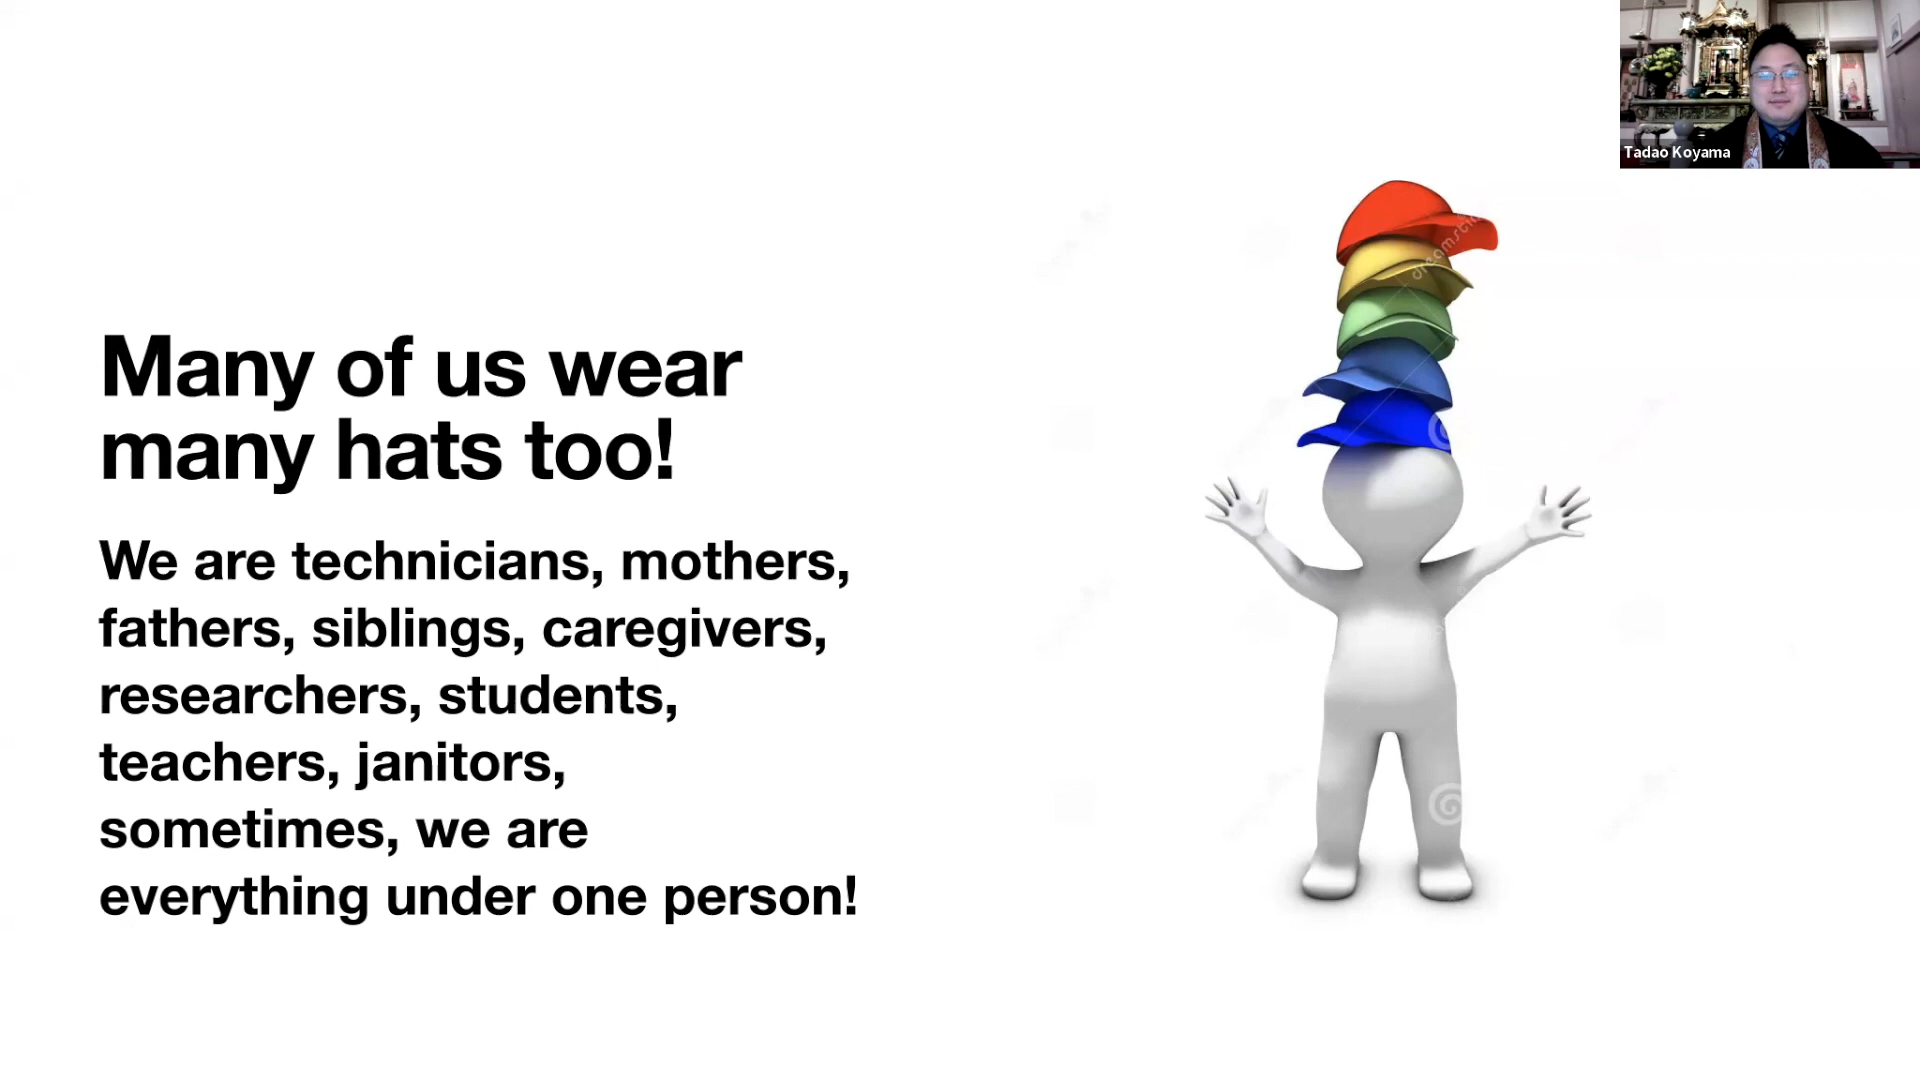 Tadao Koyama
Many of us wear
many hats too!
We are technicians, mothers,
fathers, siblings, caregivers,
researchers, students,
teachers, janitors,
sometimes, we are
everything under one person!